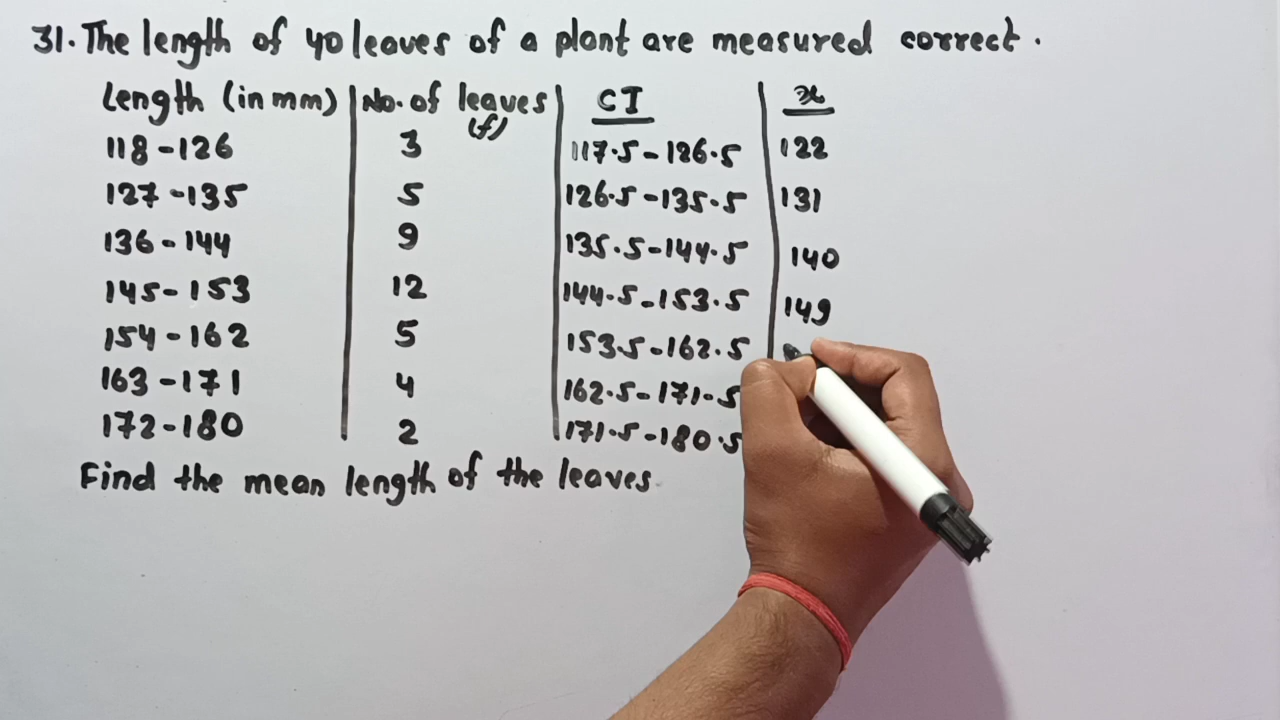 31. The length of 40 leaves of a plant are measured correct.
Length (in mm) No. of leaves (f) CI x
118-126 3 117.5-126.5 122
127-135 5 126.5-135.5 131
136-144 9 135.5-144.5 140
145-153 12 144.5-153.5 149
154-162 5 153.5-162.5
163-171 4 162.5-171.5
172-180 2 171.5-180.5
Find the mean length of the leaves